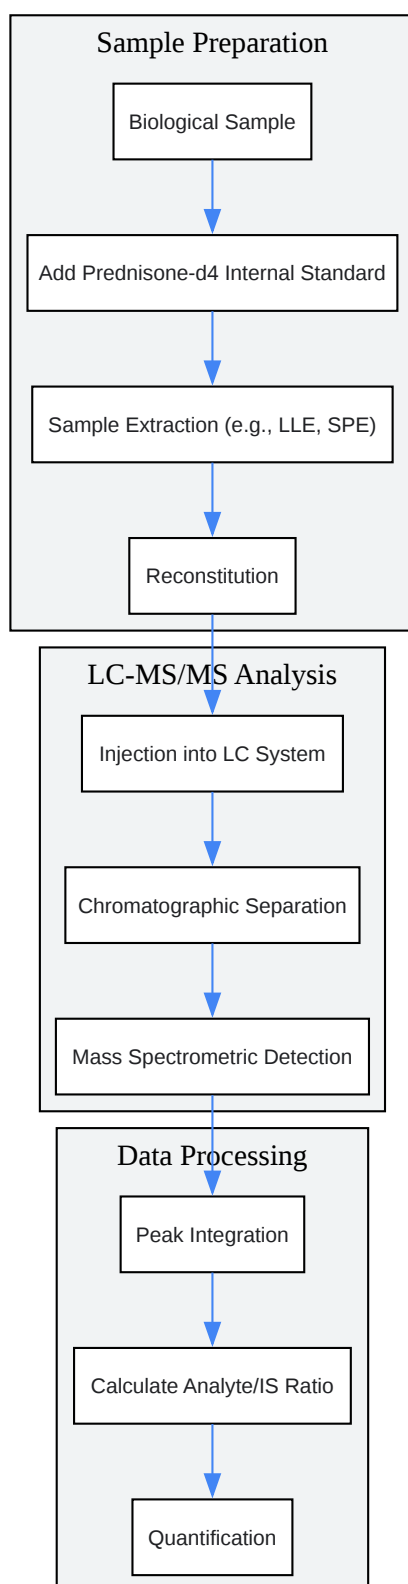 Sample Preparation
Biological Sample
Add Prednisone-d4 Internal Standard
Sample Extraction (e.g., LLE, SPE)
Reconstitution
LC-MS/MS Analysis
Injection into LC System
Chromatographic Separation
Mass Spectrometric Detection
Data Processing
Peak Integration
Calculate Analyte/IS Ratio
Quantification